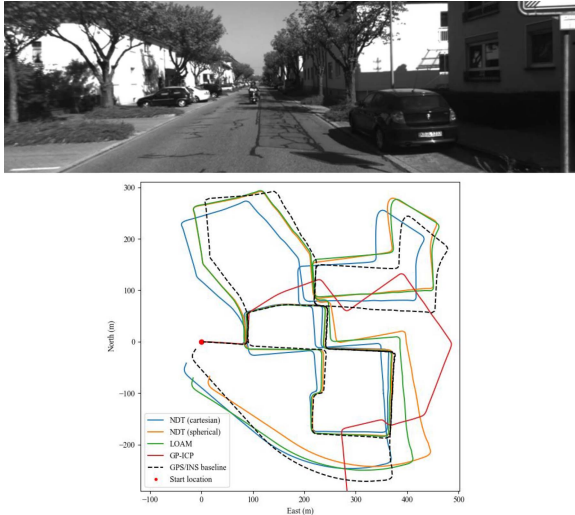 300
200
100
0
−100
−200
North (m)
NDT (cartesian)
NDT (spherical)
LOAM
GP-ICP
GPS/INS baseline
Start location
−100
0
100
200
300
400
500
East (m)